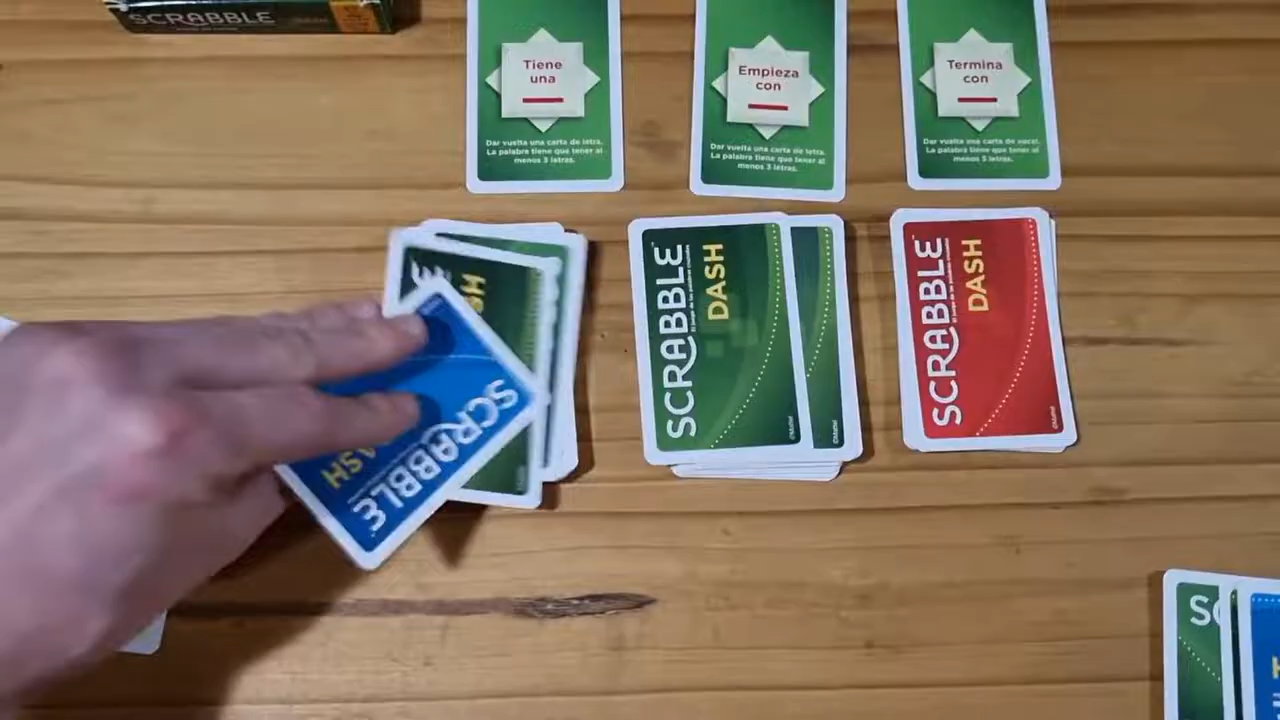 SCRABBLE
Tiene
una
Dar vuelta una carta de letra.
La palabra tiene que tener al
menos 3 letras.
Empieza
con
Dar vuelta una carta de letra.
La palabra tiene que tener al
menos 3 letras.
Termina
con
Dar vuelta una carta de vocal.
La palabra tiene que tener al
menos 3 letras.
SCRABBLE
DASH
SCRABBLE
DASH
SCRABBLE
DASH
SC